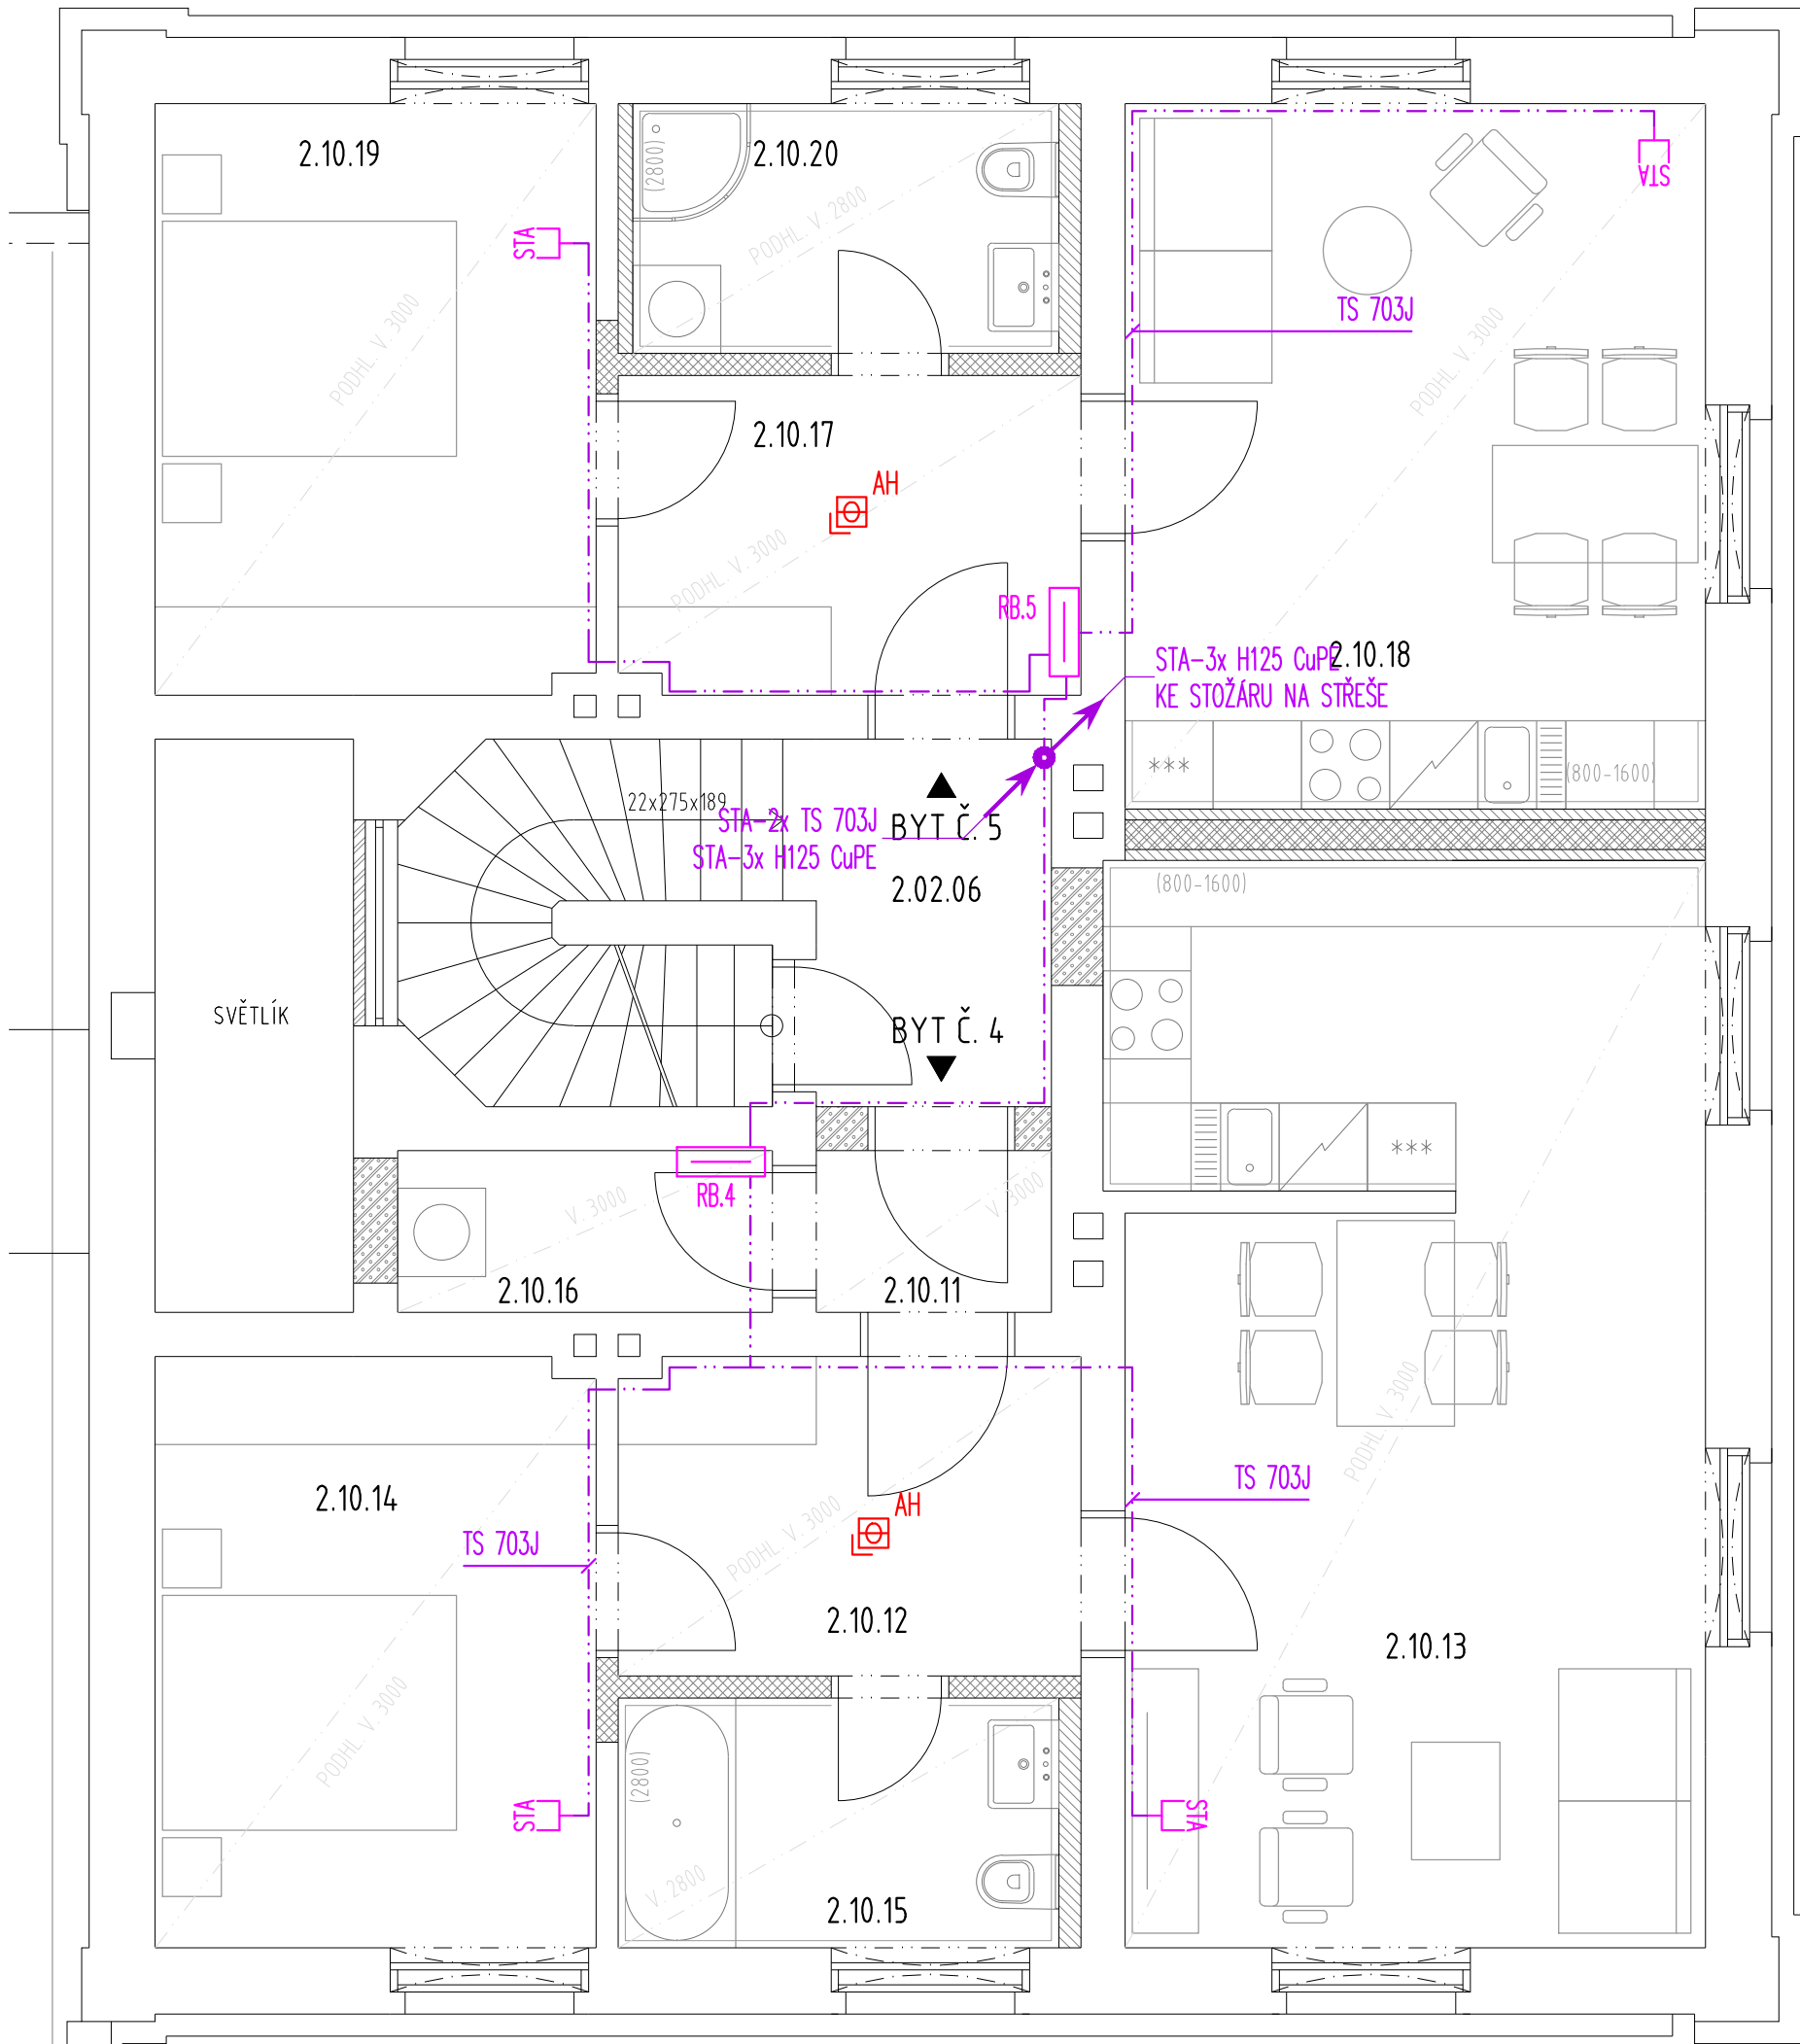 2.10.19
(2800)
2.10.20
PODHL. V. 2800
STA
STA
PODHL. V. 3000
TS 703J
PODHL. V. 3000
2.10.17
AH
PODHL. V. 3000
RB.5
STA-3x H125 CuPE
2.10.18
KE STOŽÁRU NA STŘEŠE
***
(800-1600)
22x275x189
STA-2x TS 703J
BYT Č. 5
STA-3x H125 CuPE
2.02.06
(800-1600)
SVĚTLÍK
BYT Č. 4
***
RB.4
V. 3000
V. 3000
2.10.16
2.10.11
PODHL. V. 3000
2.10.14
TS 703J
AH
TS 703J
PODHL. V. 3000
2.10.12
2.10.13
PODHL. V. 3000
(2800)
STA
STA
V. 2800
2.10.15